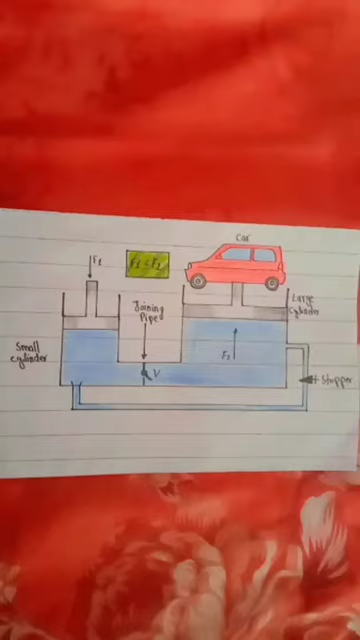 Car
F1
F1 < F2
Joining
Pipe
Large
Cylinder
Small
cylinder
F2
V
Stopper